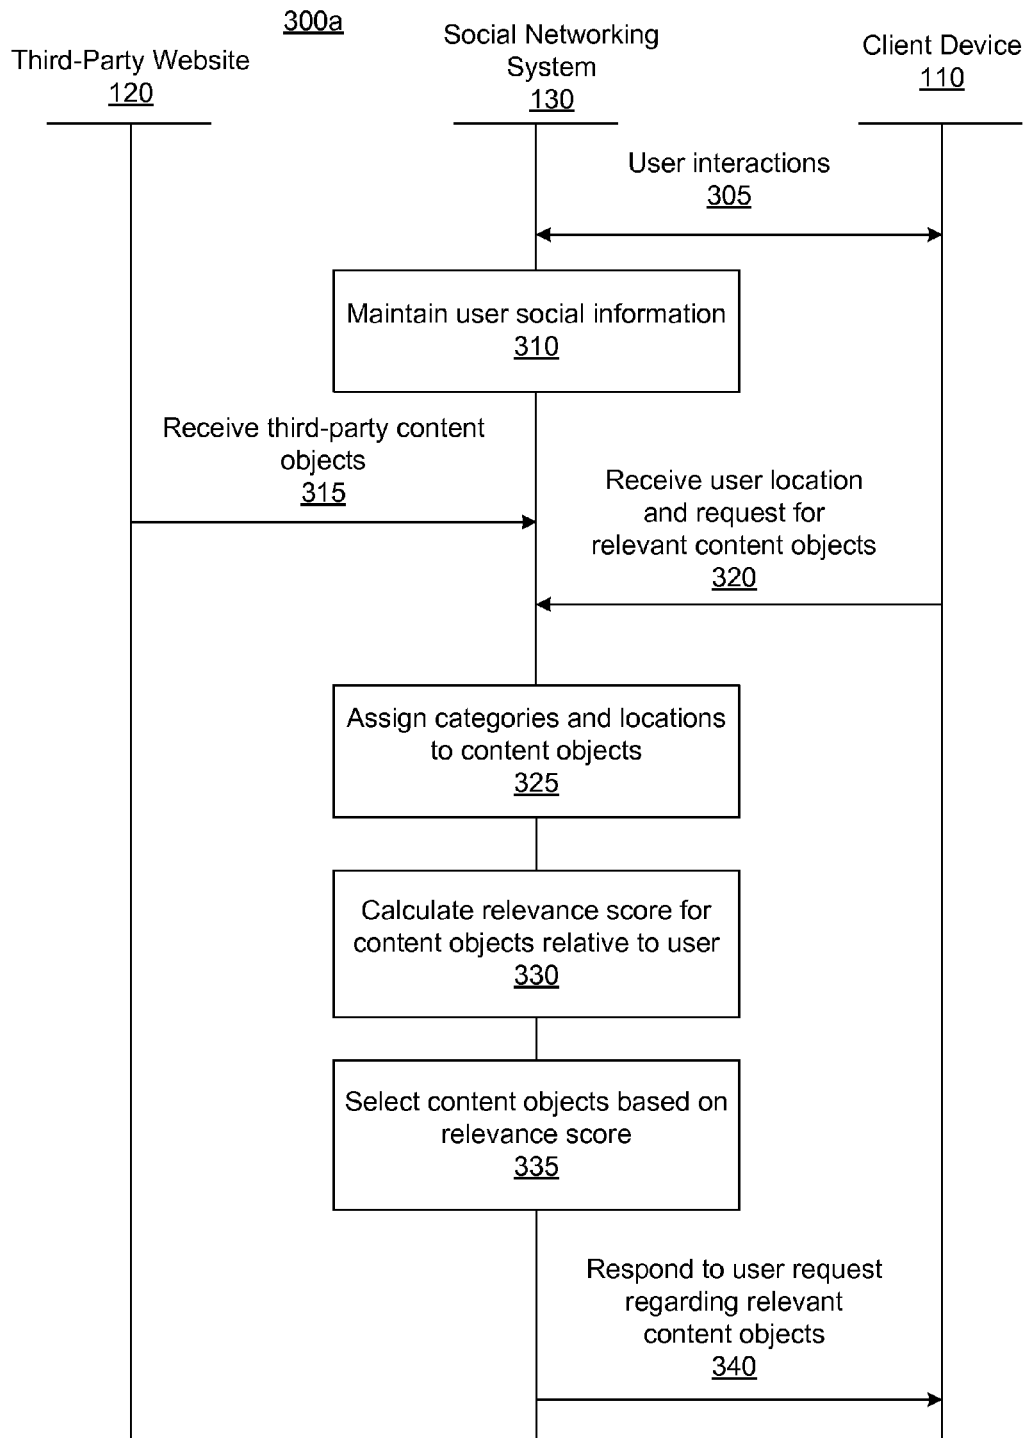 300a
Third-Party Website
120
Social Networking
System
130
Client Device
110
User interactions
305
Maintain user social information
310
Receive third-party content
objects
315
Receive user location
and request for
relevant content objects
320
Assign categories and locations
to content objects
325
Calculate relevance score for
content objects relative to user
330
Select content objects based on
relevance score
335
Respond to user request
regarding relevant
content objects
340